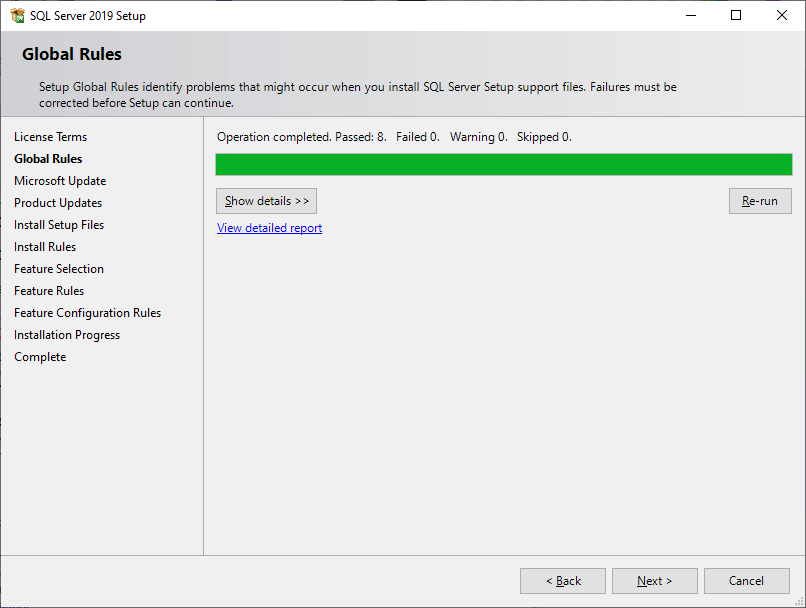 SQL Server 2019 Setup
Global Rules
Setup Global Rules identify problems that might occur when you install SQL Server Setup support files. Failures must be
corrected before Setup can continue.
License Terms
Global Rules
Microsoft Update
Product Updates
Install Setup Files
Install Rules
Feature Selection
Feature Rules
Feature Configuration Rules
Installation Progress
Complete
Operation completed. Passed: 8. Failed 0. Warning 0. Skipped 0.
Show details >>
Re-run
View detailed report
< Back
Next >
Cancel